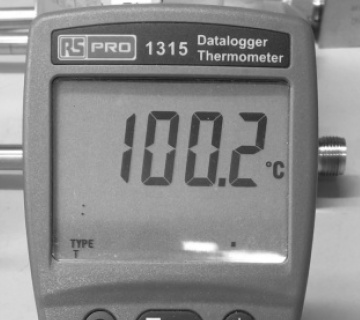 RS PRO 1315 Datalogger
Thermometer
100.2 °C
TYPE
T